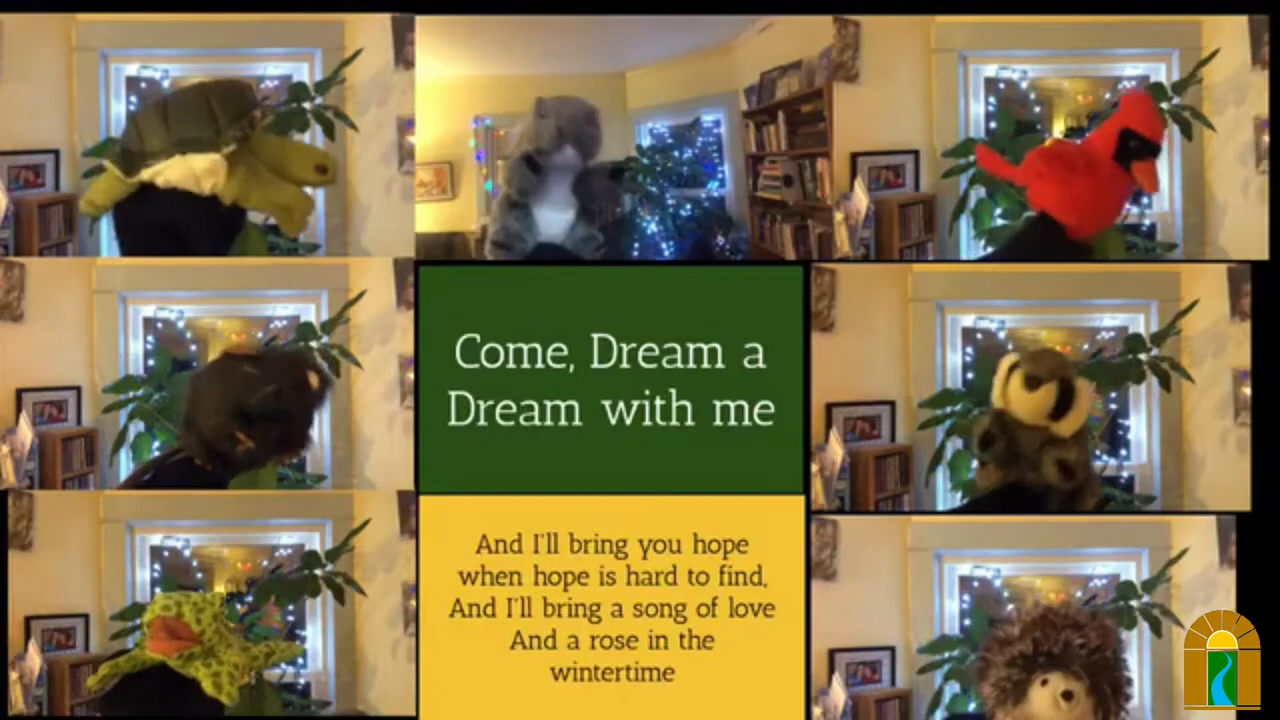 Come, Dream a
Dream with me
And I'll bring you hope
when hope is hard to find,
And I'll bring a song of love
And a rose in the
wintertime